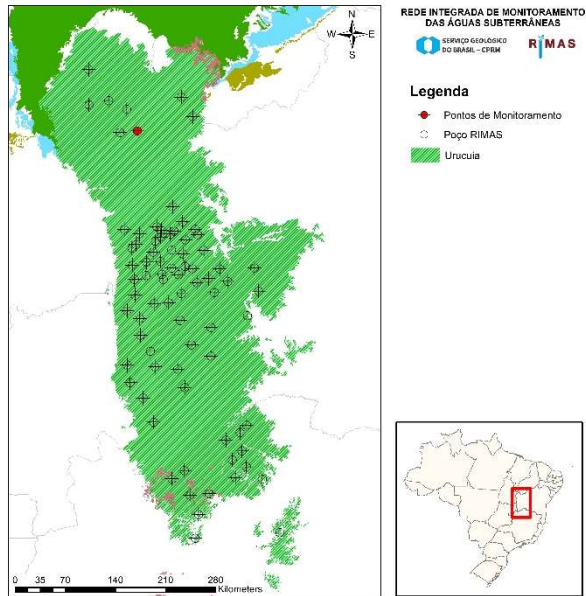 REDE INTEGRADA DE MONITORAMENTO
DAS ÁGUAS SUBTERRÂNEAS
SERVIÇO GEOLÓGICO
DO BRASIL – CPRM
RIMAS
N
W E
S
Legenda
Pontos de Monitoramento
Poço RIMAS
Urucuia
0 35 70 140 210 280
Kilometers